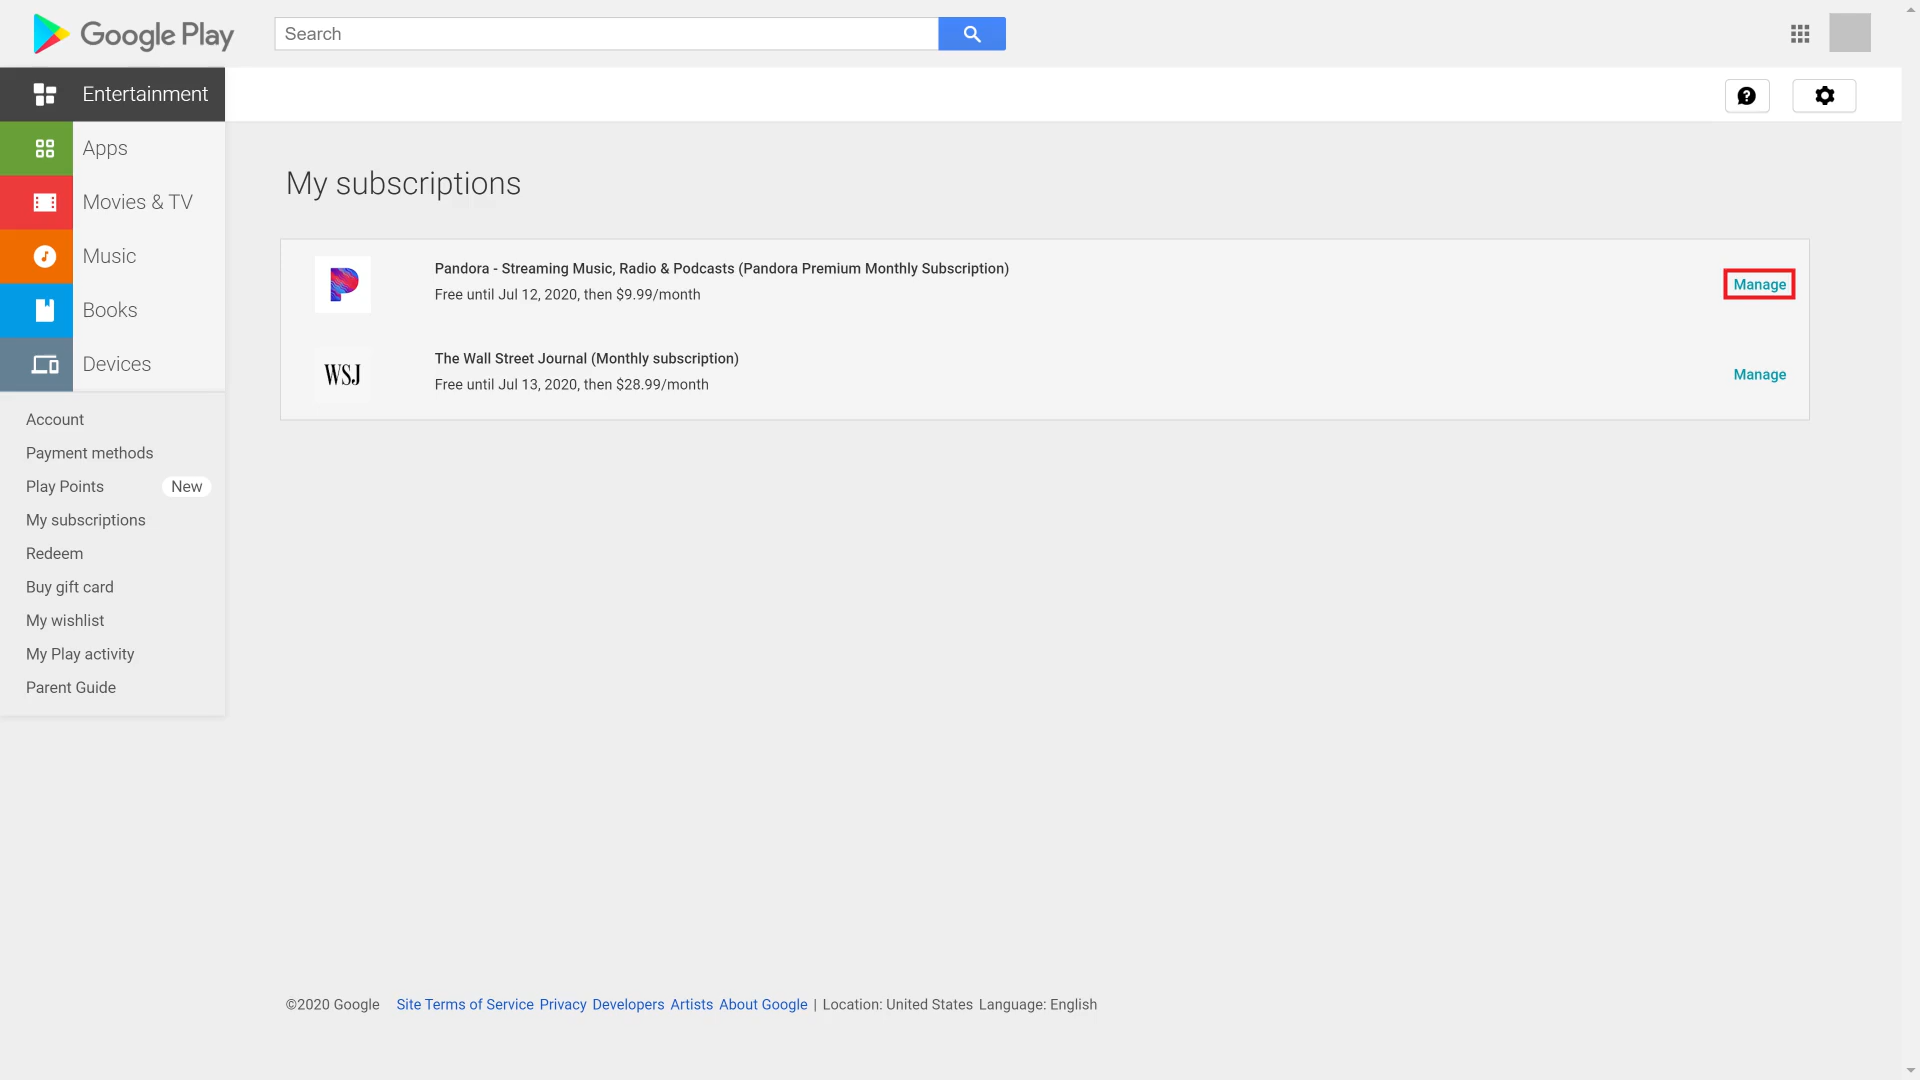 Google Play
Search
Entertainment
Apps
Movies & TV
Music
Books
Devices
Account
Payment methods
Play Points New
My subscriptions
Redeem
Buy gift card
My wishlist
My Play activity
Parent Guide
My subscriptions
Pandora - Streaming Music, Radio & Podcasts (Pandora Premium Monthly Subscription)
Free until Jul 12, 2020, then $9.99/month
Manage
WSJ
The Wall Street Journal (Monthly subscription)
Free until Jul 13, 2020, then $28.99/month
Manage
©2020 Google Site Terms of Service Privacy Developers Artists About Google | Location: United States Language: English